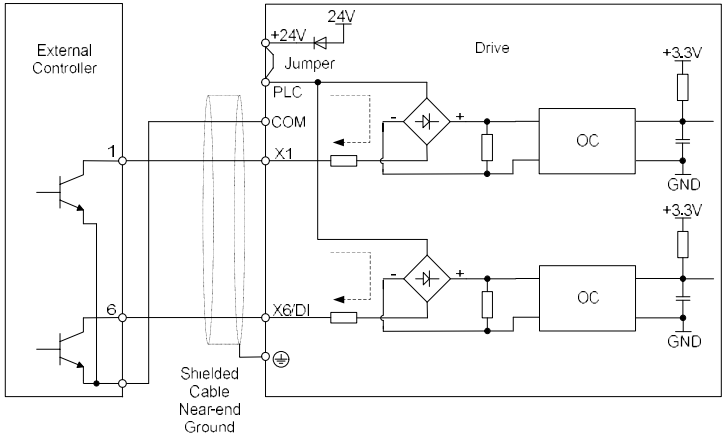 External
Controller
24V
+24V
Jumper
Drive
PLC
COM
1
X1
- +
OC
+3.3V
GND
6
X6/DI
- +
OC
+3.3V
GND
Shielded
Cable
Near-end
Ground